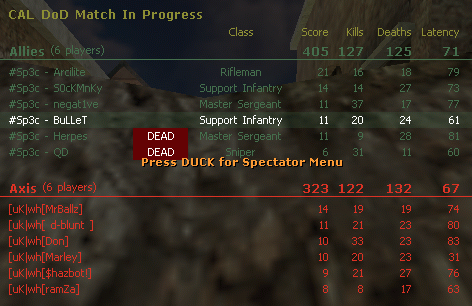 CAL DoD Match In Progress
Class Score Kills Deaths Latency
Allies (6 players) 405 127 125 71
#Sp3c - Arcilite Rifleman 21 16 18 79
#Sp3c - S0cKMnKy Support Infantry 14 14 27 73
#Sp3c - negat1ve Master Sergeant 11 37 17 77
#Sp3c - BuLLeT Support Infantry 11 20 24 61
#Sp3c - Herpes DEAD Master Sergeant 11 9 28 81
#Sp3c - QD DEAD Sniper 6 31 11 60
Press DUCK for Spectator Menu
Axis (6 players) 323 122 132 67
[uK|wh[MrBallz] 14 19 19 74
[uK|wh[ d-blunt ] 11 21 23 80
[uK|wh[Don] 10 33 23 83
[uK|wh[Marley] 10 20 23 31
[uK|wh[$hazbot!] 9 21 27 76
[uK|wh[ramZa] 8 8 17 63